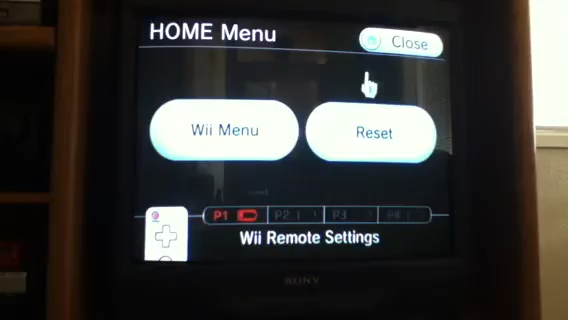 HOME Menu
Close
Wii Menu
Reset
P1 P2 P3 P4
Wii Remote Settings
SONY